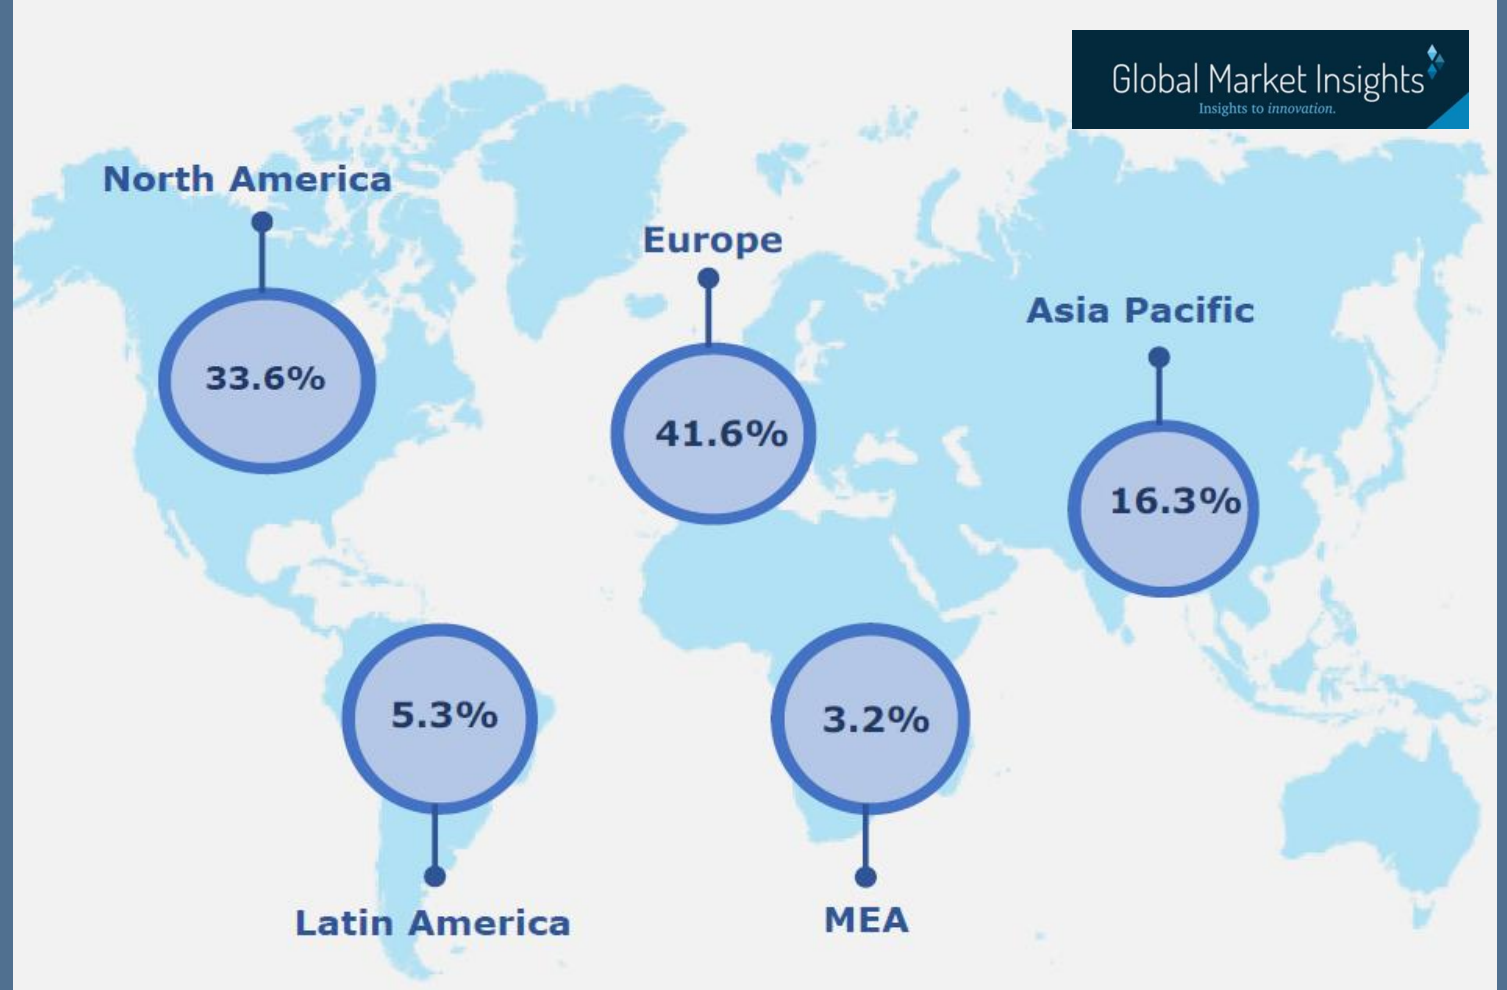 Global Market Insights
Insights to innovation.
North America
Europe
Asia Pacific
33.6%
41.6%
16.3%
5.3%
3.2%
Latin America
MEA